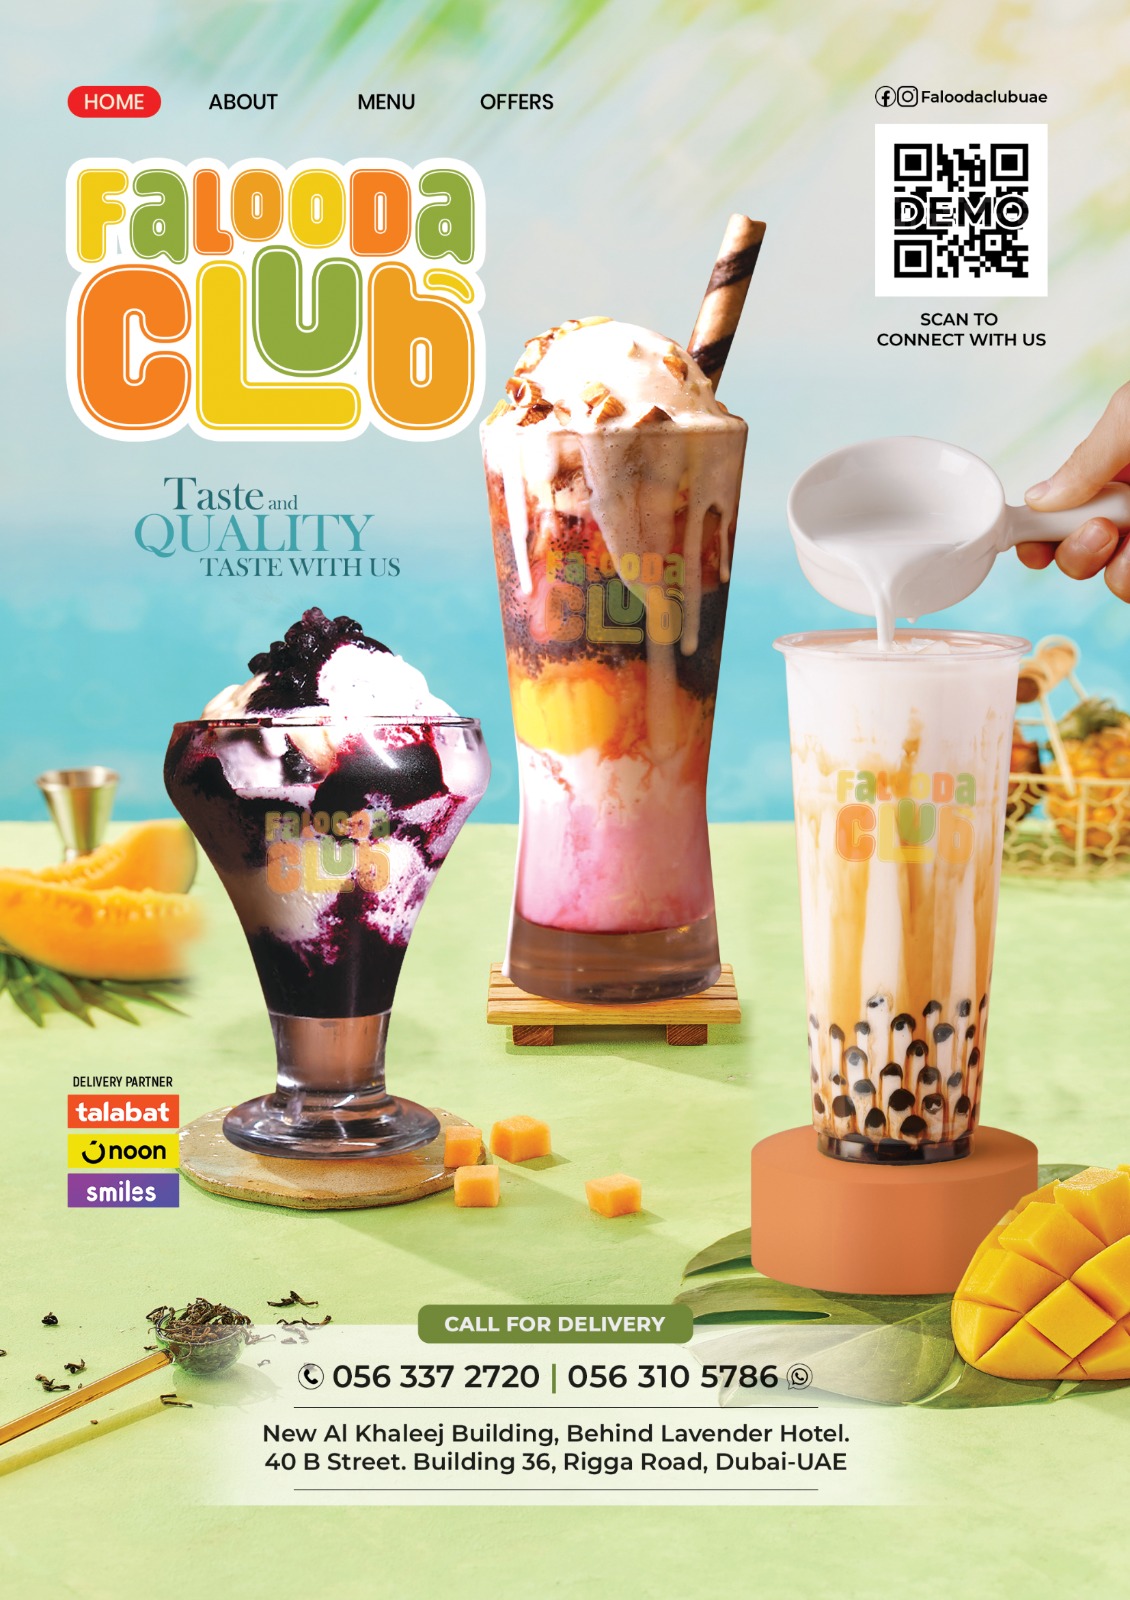 HOME ABOUT MENU OFFERS
Faloodaclubuae
DEMO
SCAN TO
CONNECT WITH US
FALOODA
CLUB
Taste and
QUALITY
TASTE WITH US
FALOODA
CLUB
FALOODA
CLUB
FALOODA
CLUB
DELIVERY PARTNER
talabat
noon
smiles
CALL FOR DELIVERY
056 337 2720 | 056 310 5786
New Al Khaleej Building, Behind Lavender Hotel.
40 B Street. Building 36, Rigga Road, Dubai-UAE